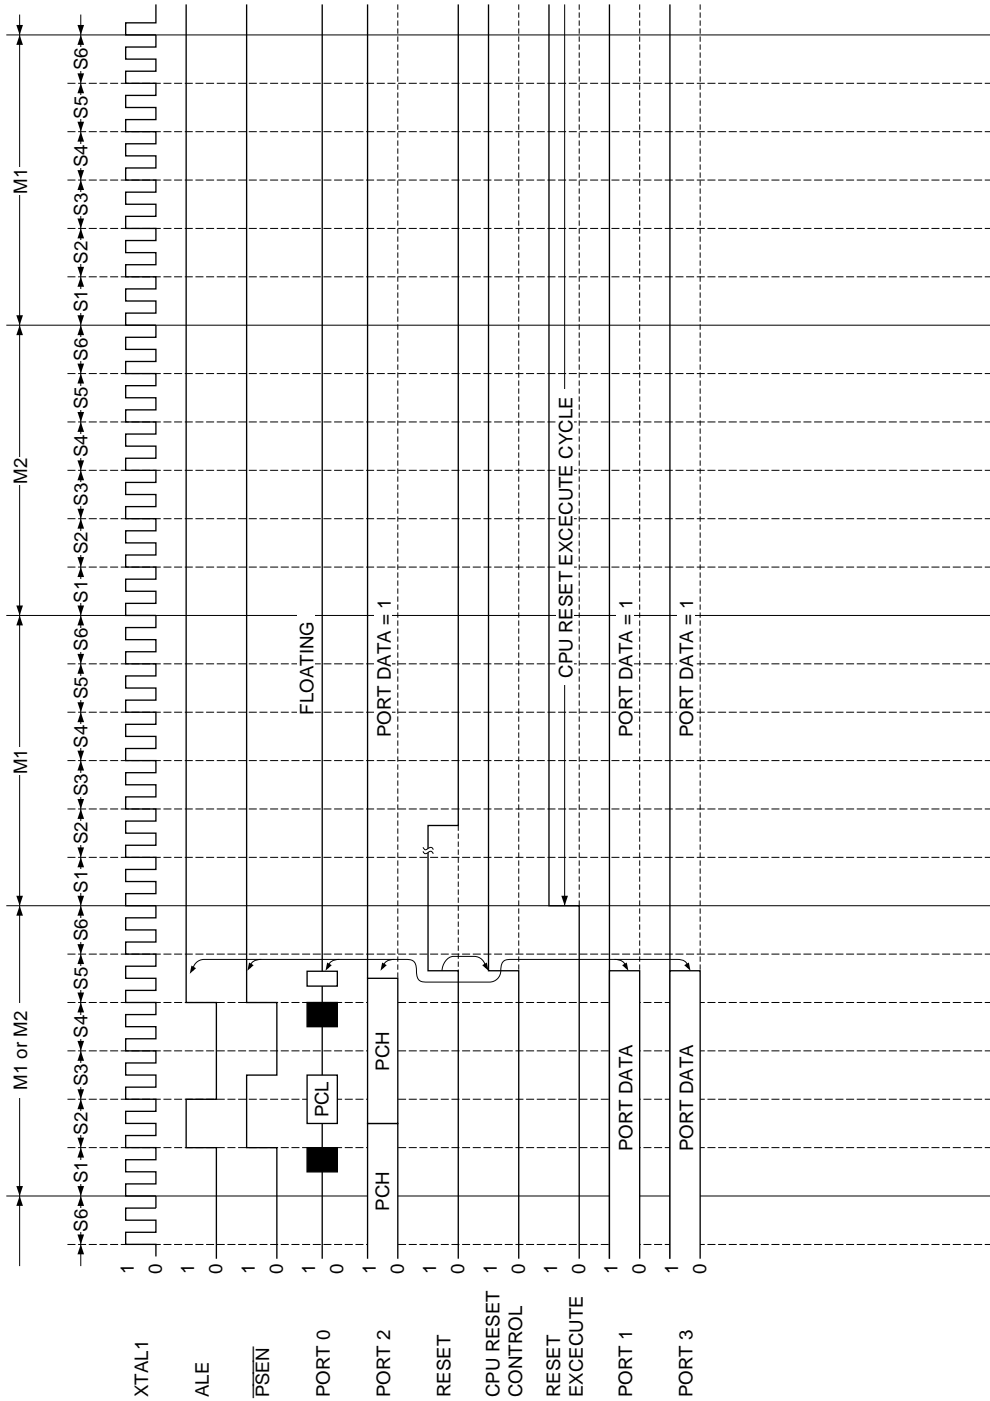 M1 or M2
M1
M2
M1
S6
S1
S2
S3
S4
S5
S6
S1
S2
S3
S4
S5
S6
S1
S2
S3
S4
S5
S6
S1
S2
S3
S4
S5
S6
XTAL1
1
0
ALE
1
0
PSEN
1
0
PORT 0
1
0
PCL
FLOATING
PORT 2
1
0
PCH
PCH
PORT DATA = 1
RESET
1
0
CPU RESET
CONTROL
1
0
RESET
EXCECUTE
1
0
CPU RESET EXCECUTE CYCLE
PORT 1
1
0
PORT DATA
PORT DATA = 1
PORT 3
1
0
PORT DATA
PORT DATA = 1